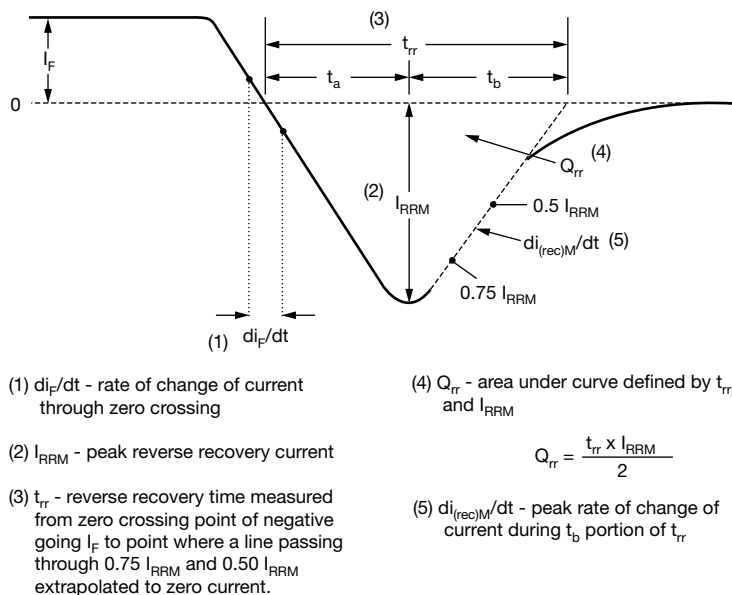 (3)
t_rr
I_F
t_a t_b
0
Q_rr (4)
(2) I_RRM
0.5 I_RRM
di_(rec)M/dt (5)
0.75 I_RRM
(1) di_F/dt
(1) di_F/dt - rate of change of current
through zero crossing
(2) I_RRM - peak reverse recovery current
(3) t_rr - reverse recovery time measured
from zero crossing point of negative
going I_F to point where a line passing
through 0.75 I_RRM and 0.50 I_RRM
extrapolated to zero current.
(4) Q_rr - area under curve defined by t_rr
and I_RRM
Q_rr = t_rr x I_RRM
2
(5) di_(rec)M/dt - peak rate of change of
current during t_b portion of t_rr